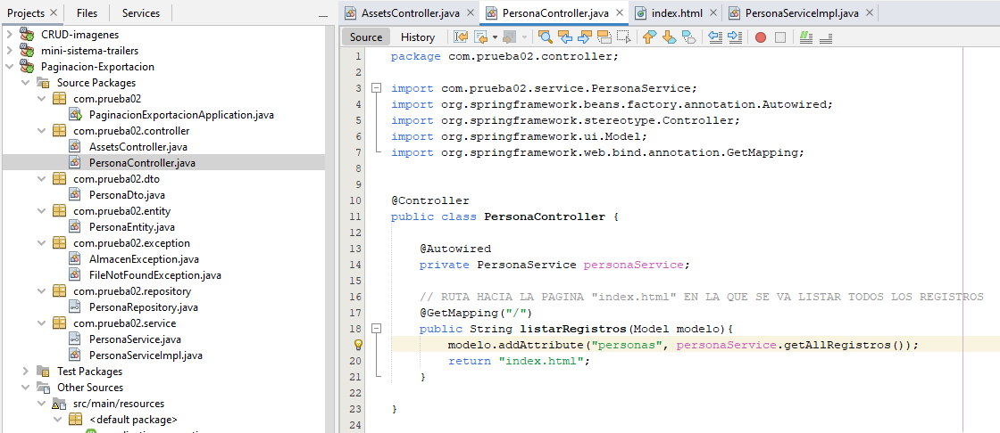 Projects × Files Services
CRUD-imagenes
mini-sistema-trailers
Paginacion-Exportacion
Source Packages
com.prueba02
PaginacionExportacionApplication.java
com.prueba02.controller
AssetsController.java
PersonaController.java
com.prueba02.dto
PersonaDto.java
com.prueba02.entity
PersonaEntity.java
com.prueba02.exception
AlmacenException.java
FileNotFoundException.java
com.prueba02.repository
PersonaRepository.java
com.prueba02.service
PersonaService.java
PersonaServiceImpl.java
Test Packages
Other Sources
src/main/resources
<default package>
AssetsController.java × PersonaController.java × index.html × PersonaServiceImpl.java ×
Source History
1 package com.prueba02.controller;
2
3 import com.prueba02.service.PersonaService;
4 import org.springframework.beans.factory.annotation.Autowired;
5 import org.springframework.stereotype.Controller;
6 import org.springframework.ui.Model;
7 import org.springframework.web.bind.annotation.GetMapping;
8
9
10 @Controller
11 public class PersonaController {
12
13 @Autowired
14 private PersonaService personaService;
15
16 // RUTA HACIA LA PAGINA "index.html" EN LA QUE SE VA LISTAR TODOS LOS REGISTROS
17 @GetMapping("/")
18 public String listarRegistros(Model modelo){
modelo.addAttribute("personas", personaService.getAllRegistros());
20 return "index.html";
21 }
22
23 }
24